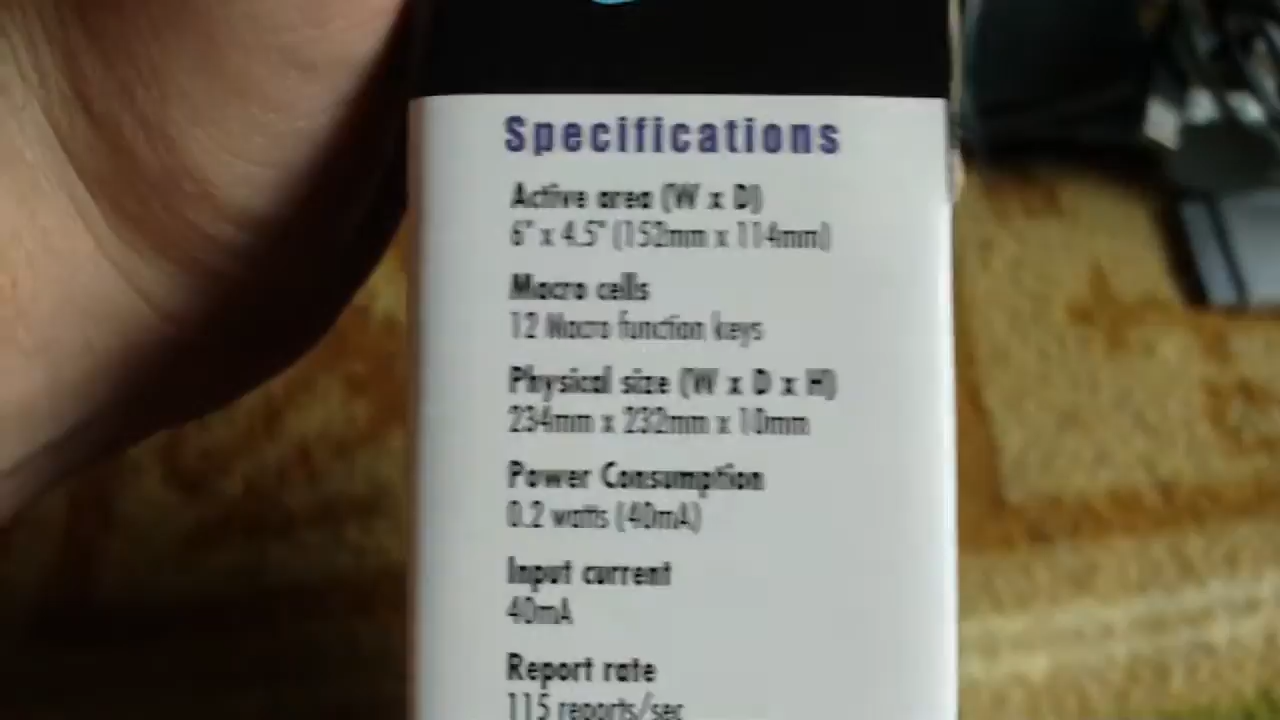 Specifications
Active area (W x D)
6" x 4.5" (152mm x 114mm)
Macro cells
12 Macro function keys
Physical size (W x D x H)
234mm x 232mm x 10mm
Power Consumption
0.2 watts (40mA)
Input current
40mA
Report rate
115 reports/sec